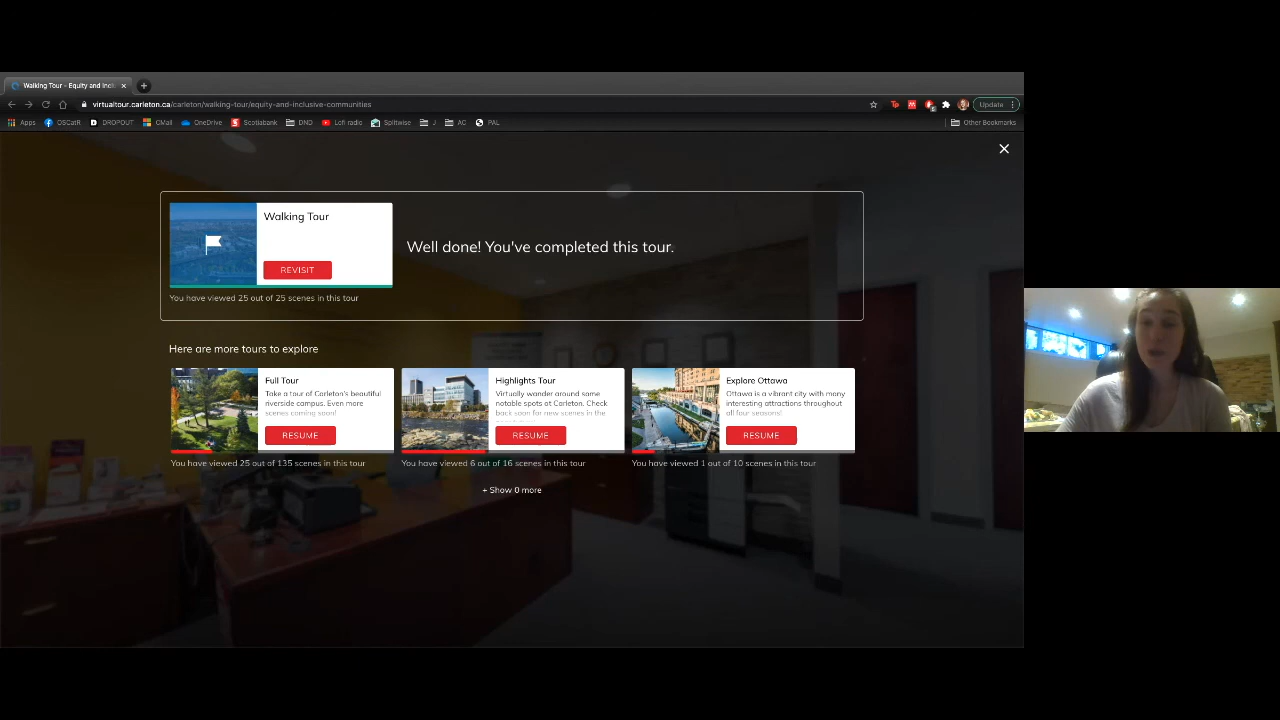 Walking Tour - Equity and Incl
virtualtour.carleton.ca/carleton/walking-tour/equity-and-inclusive-communities
Update
Apps OSCatR DROPOUT CMail OneDrive Scotiabank DND Lofi radio Splitwise J AC PAL Other Bookmarks
Walking Tour
REVISIT
Well done! You've completed this tour.
You have viewed 25 out of 25 scenes in this tour
Here are more tours to explore
Full Tour
Take a tour of Carleton's beautiful
riverside campus. Even more
scenes coming soon!
RESUME
You have viewed 25 out of 135 scenes in this tour
Highlights Tour
Virtually wander around some
notable spots at Carleton. Check
back soon for new scenes in the
RESUME
You have viewed 6 out of 16 scenes in this tour
Explore Ottawa
Ottawa is a vibrant city with many
interesting attractions throughout
all four seasons!
RESUME
You have viewed 1 out of 10 scenes in this tour
+ Show 0 more